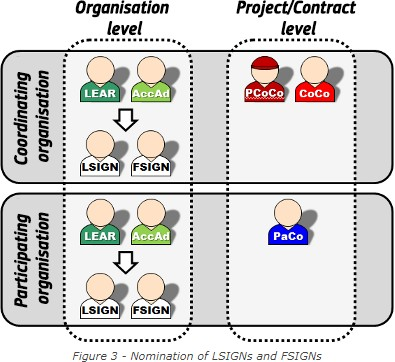 Organisation
level
Project/Contract
level
Coordinating
organisation
LEAR
AccAd
PCoCo
CoCo
LSIGN
FSIGN
Participating
organisation
LEAR
AccAd
PaCo
LSIGN
FSIGN
Figure 3 - Nomination of LSIGNs and FSIGNs